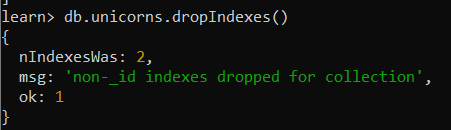 learn> db.unicorns.dropIndexes()
{
  nIndexesWas: 2,
  msg: 'non-_id indexes dropped for collection',
  ok: 1
}